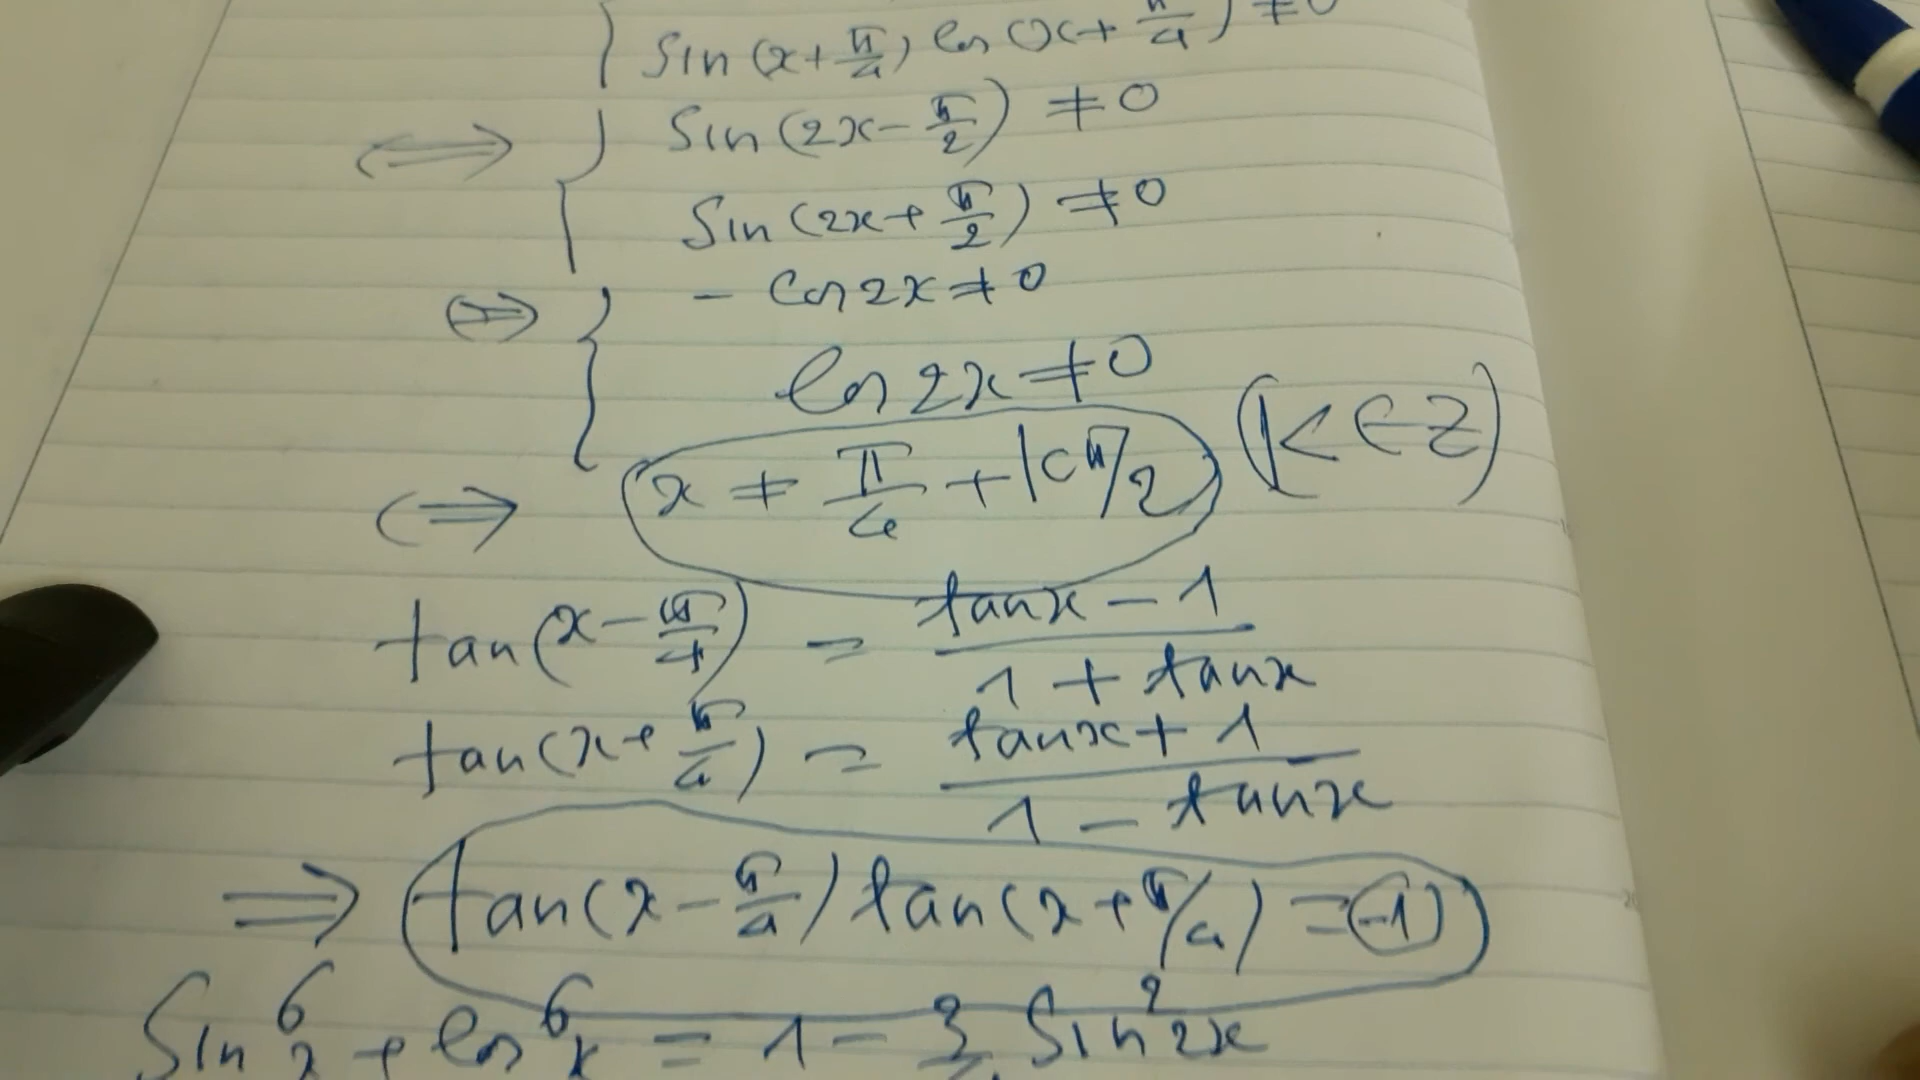 Sin(x+π/4) cos(x+π/4) ≠0
⟺ { Sin(2x-π/2) ≠0
Sin(2x+π/2) ≠0
⟺ { - cos2x≠0
cos2x≠0
⟺ x ≠ π/4 + kπ/2 (K∈Z)
tan(x-π/4) = (tanx-1)/(1+tanx)
tan(x+π/4) = (tanx+1)/(1-tanx)
⟹ tan(x-π/4) tan(x+π/4) = -1
Sin⁶x + cos⁶x = 1 - 3/ Sin²2x